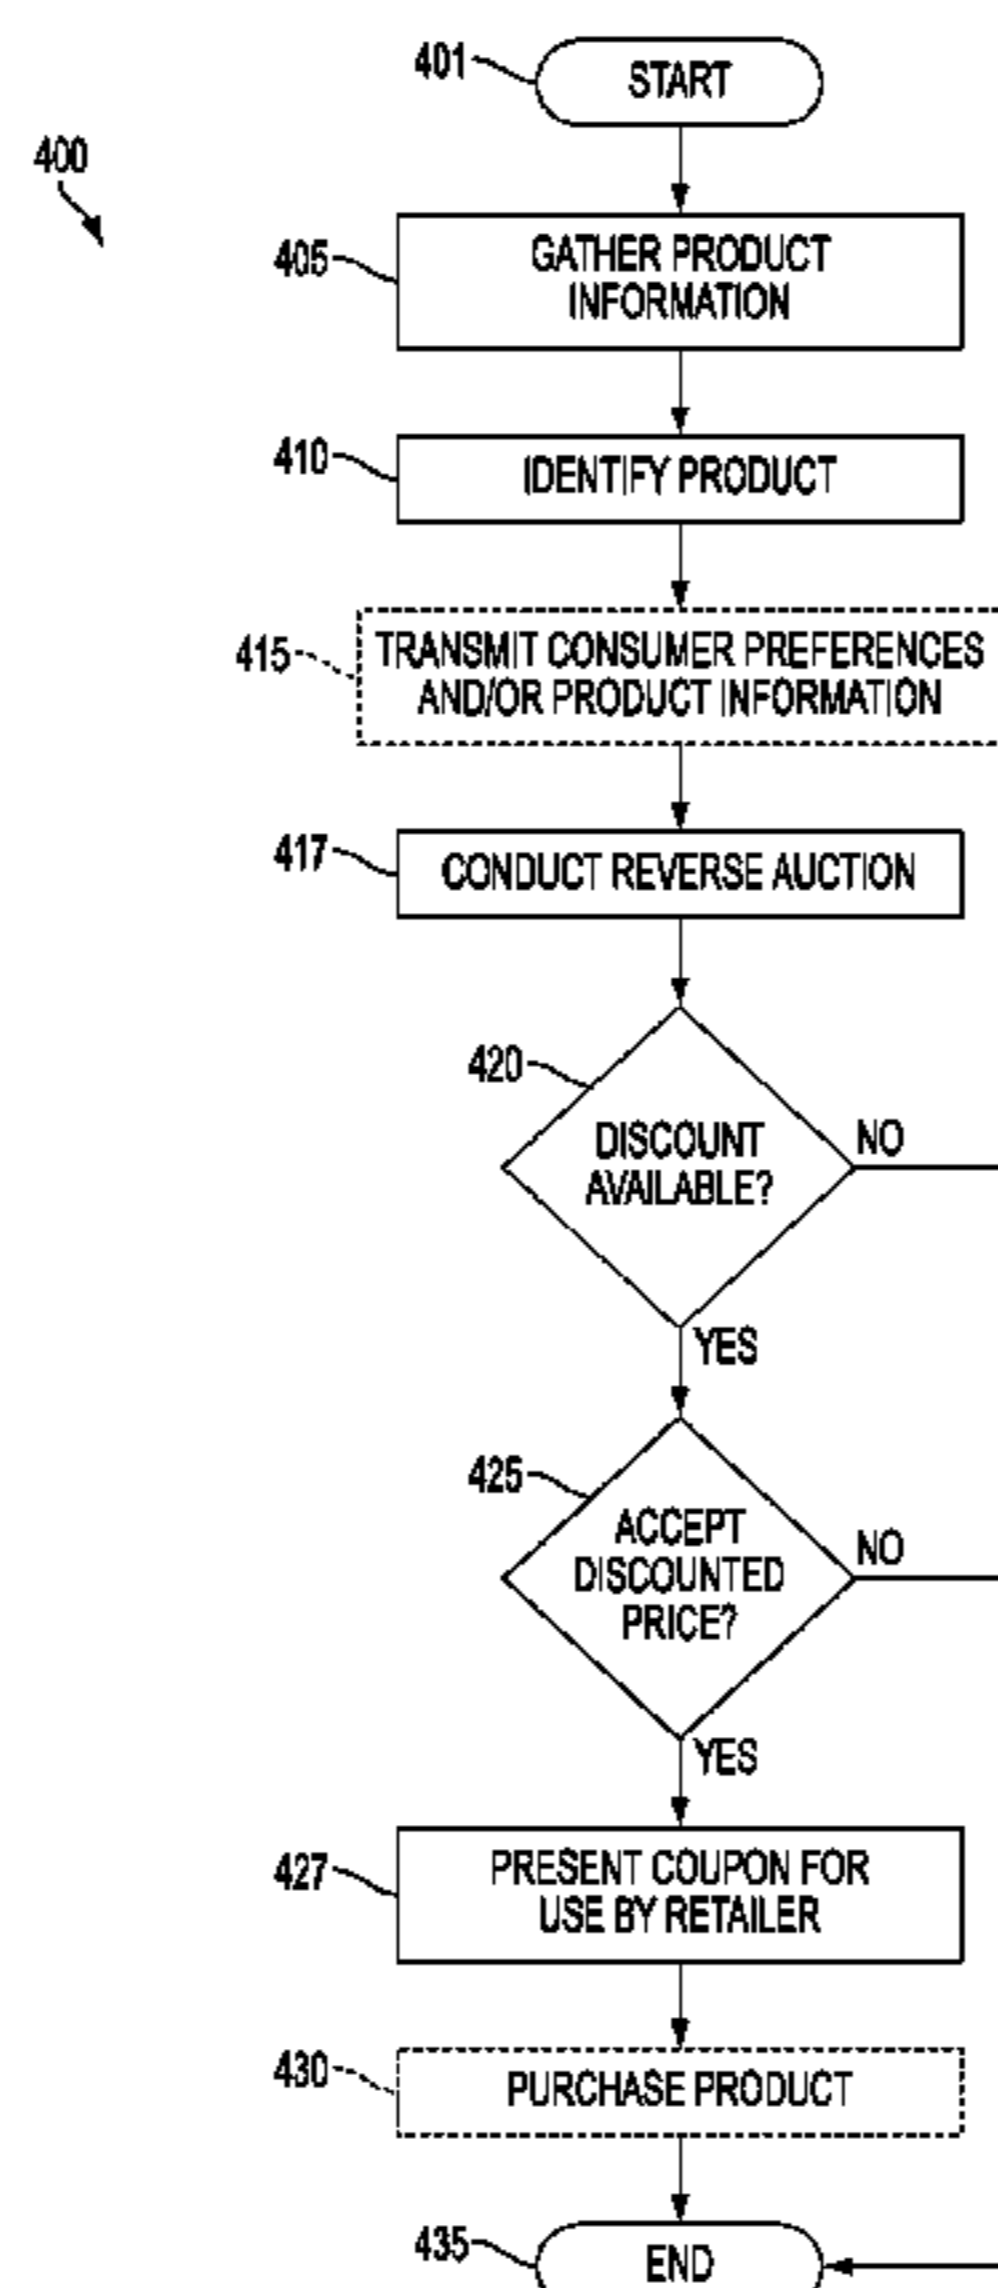 401
START
400
405
GATHER PRODUCT
INFORMATION
410
IDENTIFY PRODUCT
415
TRANSMIT CONSUMER PREFERENCES
AND/OR PRODUCT INFORMATION
417
CONDUCT REVERSE AUCTION
420
DISCOUNT
AVAILABLE?
NO
YES
425
ACCEPT
DISCOUNTED
PRICE?
NO
YES
427
PRESENT COUPON FOR
USE BY RETAILER
430
PURCHASE PRODUCT
435
END